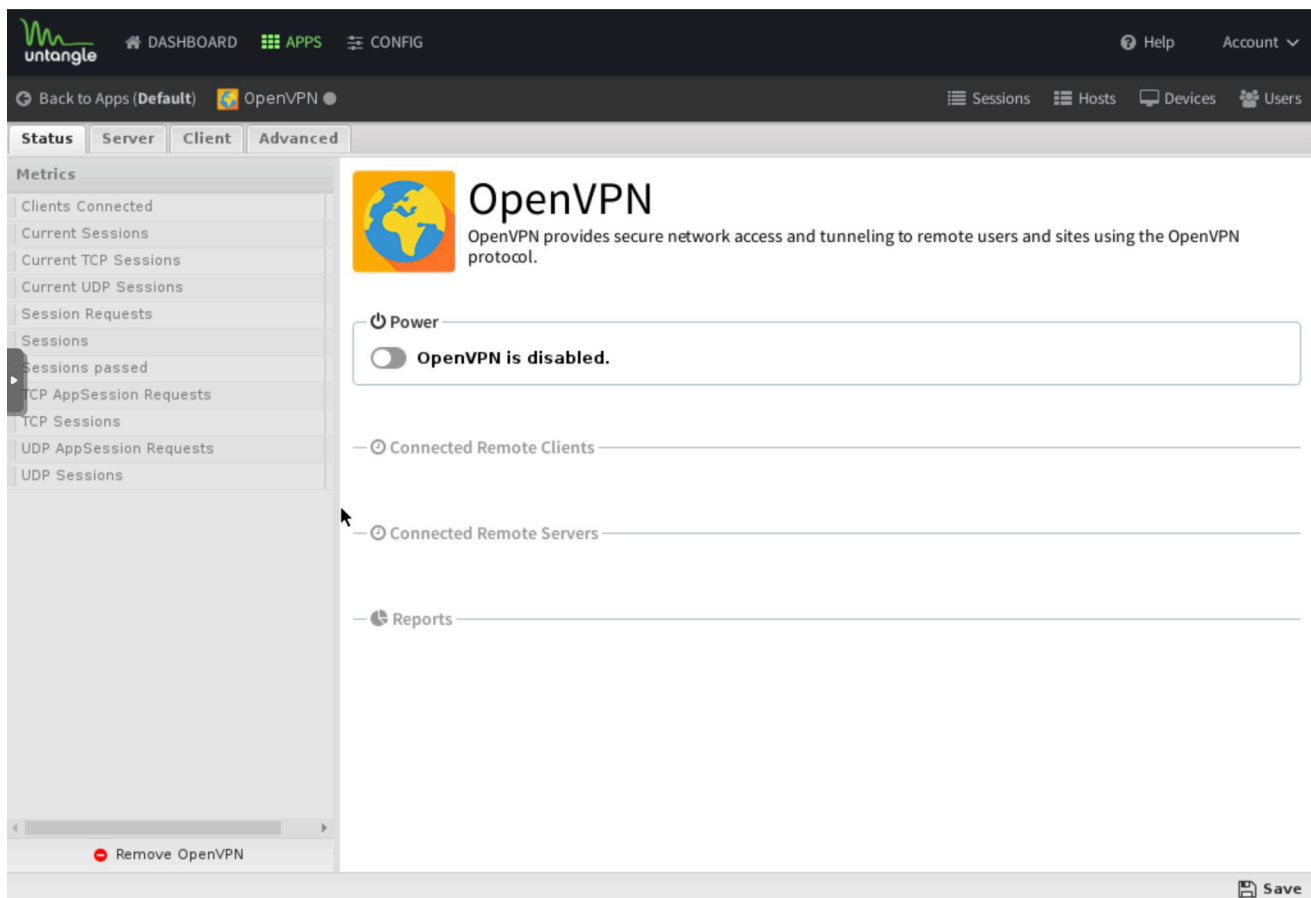 untangle DASHBOARD APPS CONFIG Help Account
Back to Apps (Default) OpenVPN Sessions Hosts Devices Users
Status Server Client Advanced
Metrics
Clients Connected
Current Sessions
Current TCP Sessions
Current UDP Sessions
Session Requests
Sessions
Sessions passed
TCP AppSession Requests
TCP Sessions
UDP AppSession Requests
UDP Sessions
Remove OpenVPN
OpenVPN
OpenVPN provides secure network access and tunneling to remote users and sites using the OpenVPN
protocol.
Power
OpenVPN is disabled.
Connected Remote Clients
Connected Remote Servers
Reports
Save